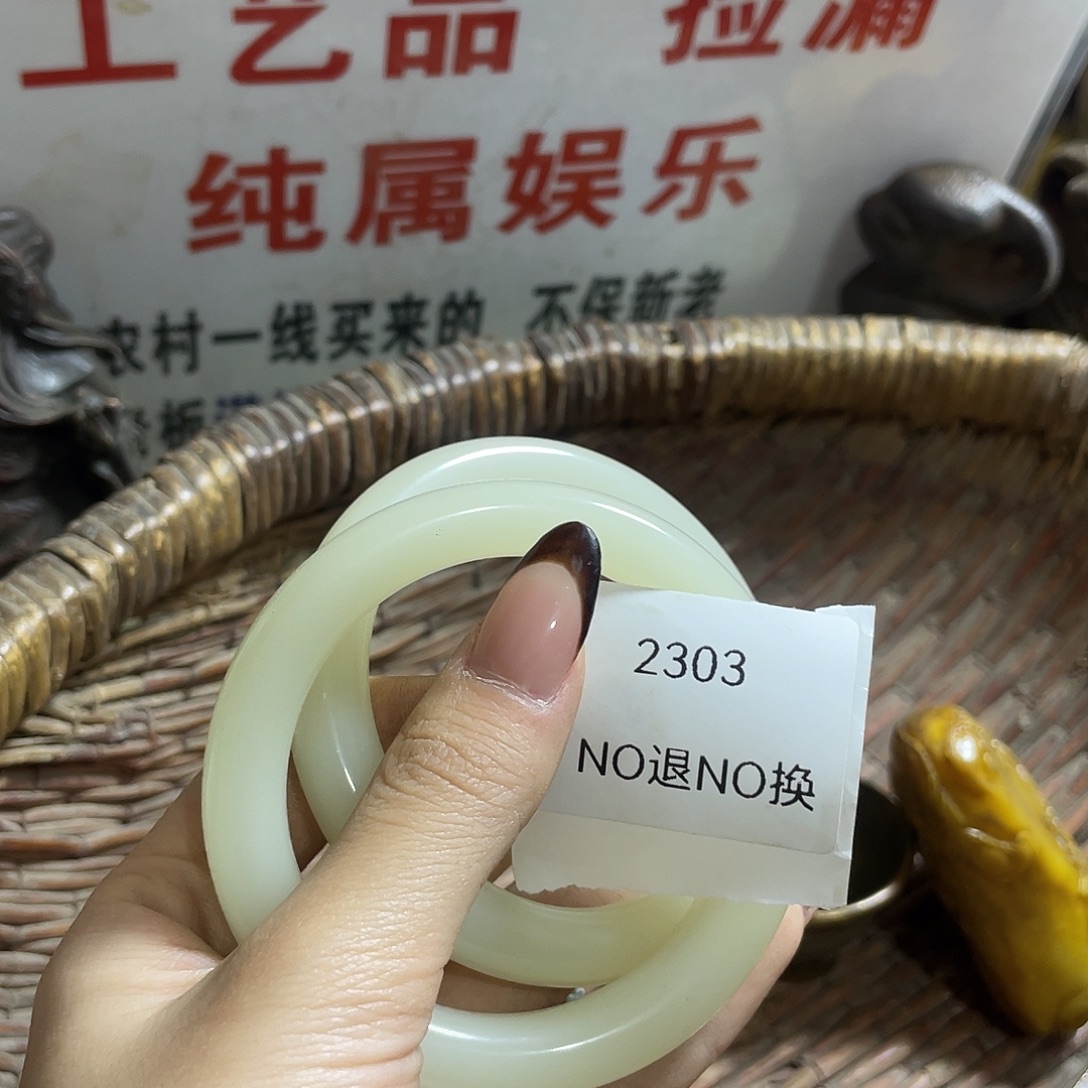 工艺品 捡漏
纯属娱乐
农村一线买来的 不保新老
2303
NO退NO换